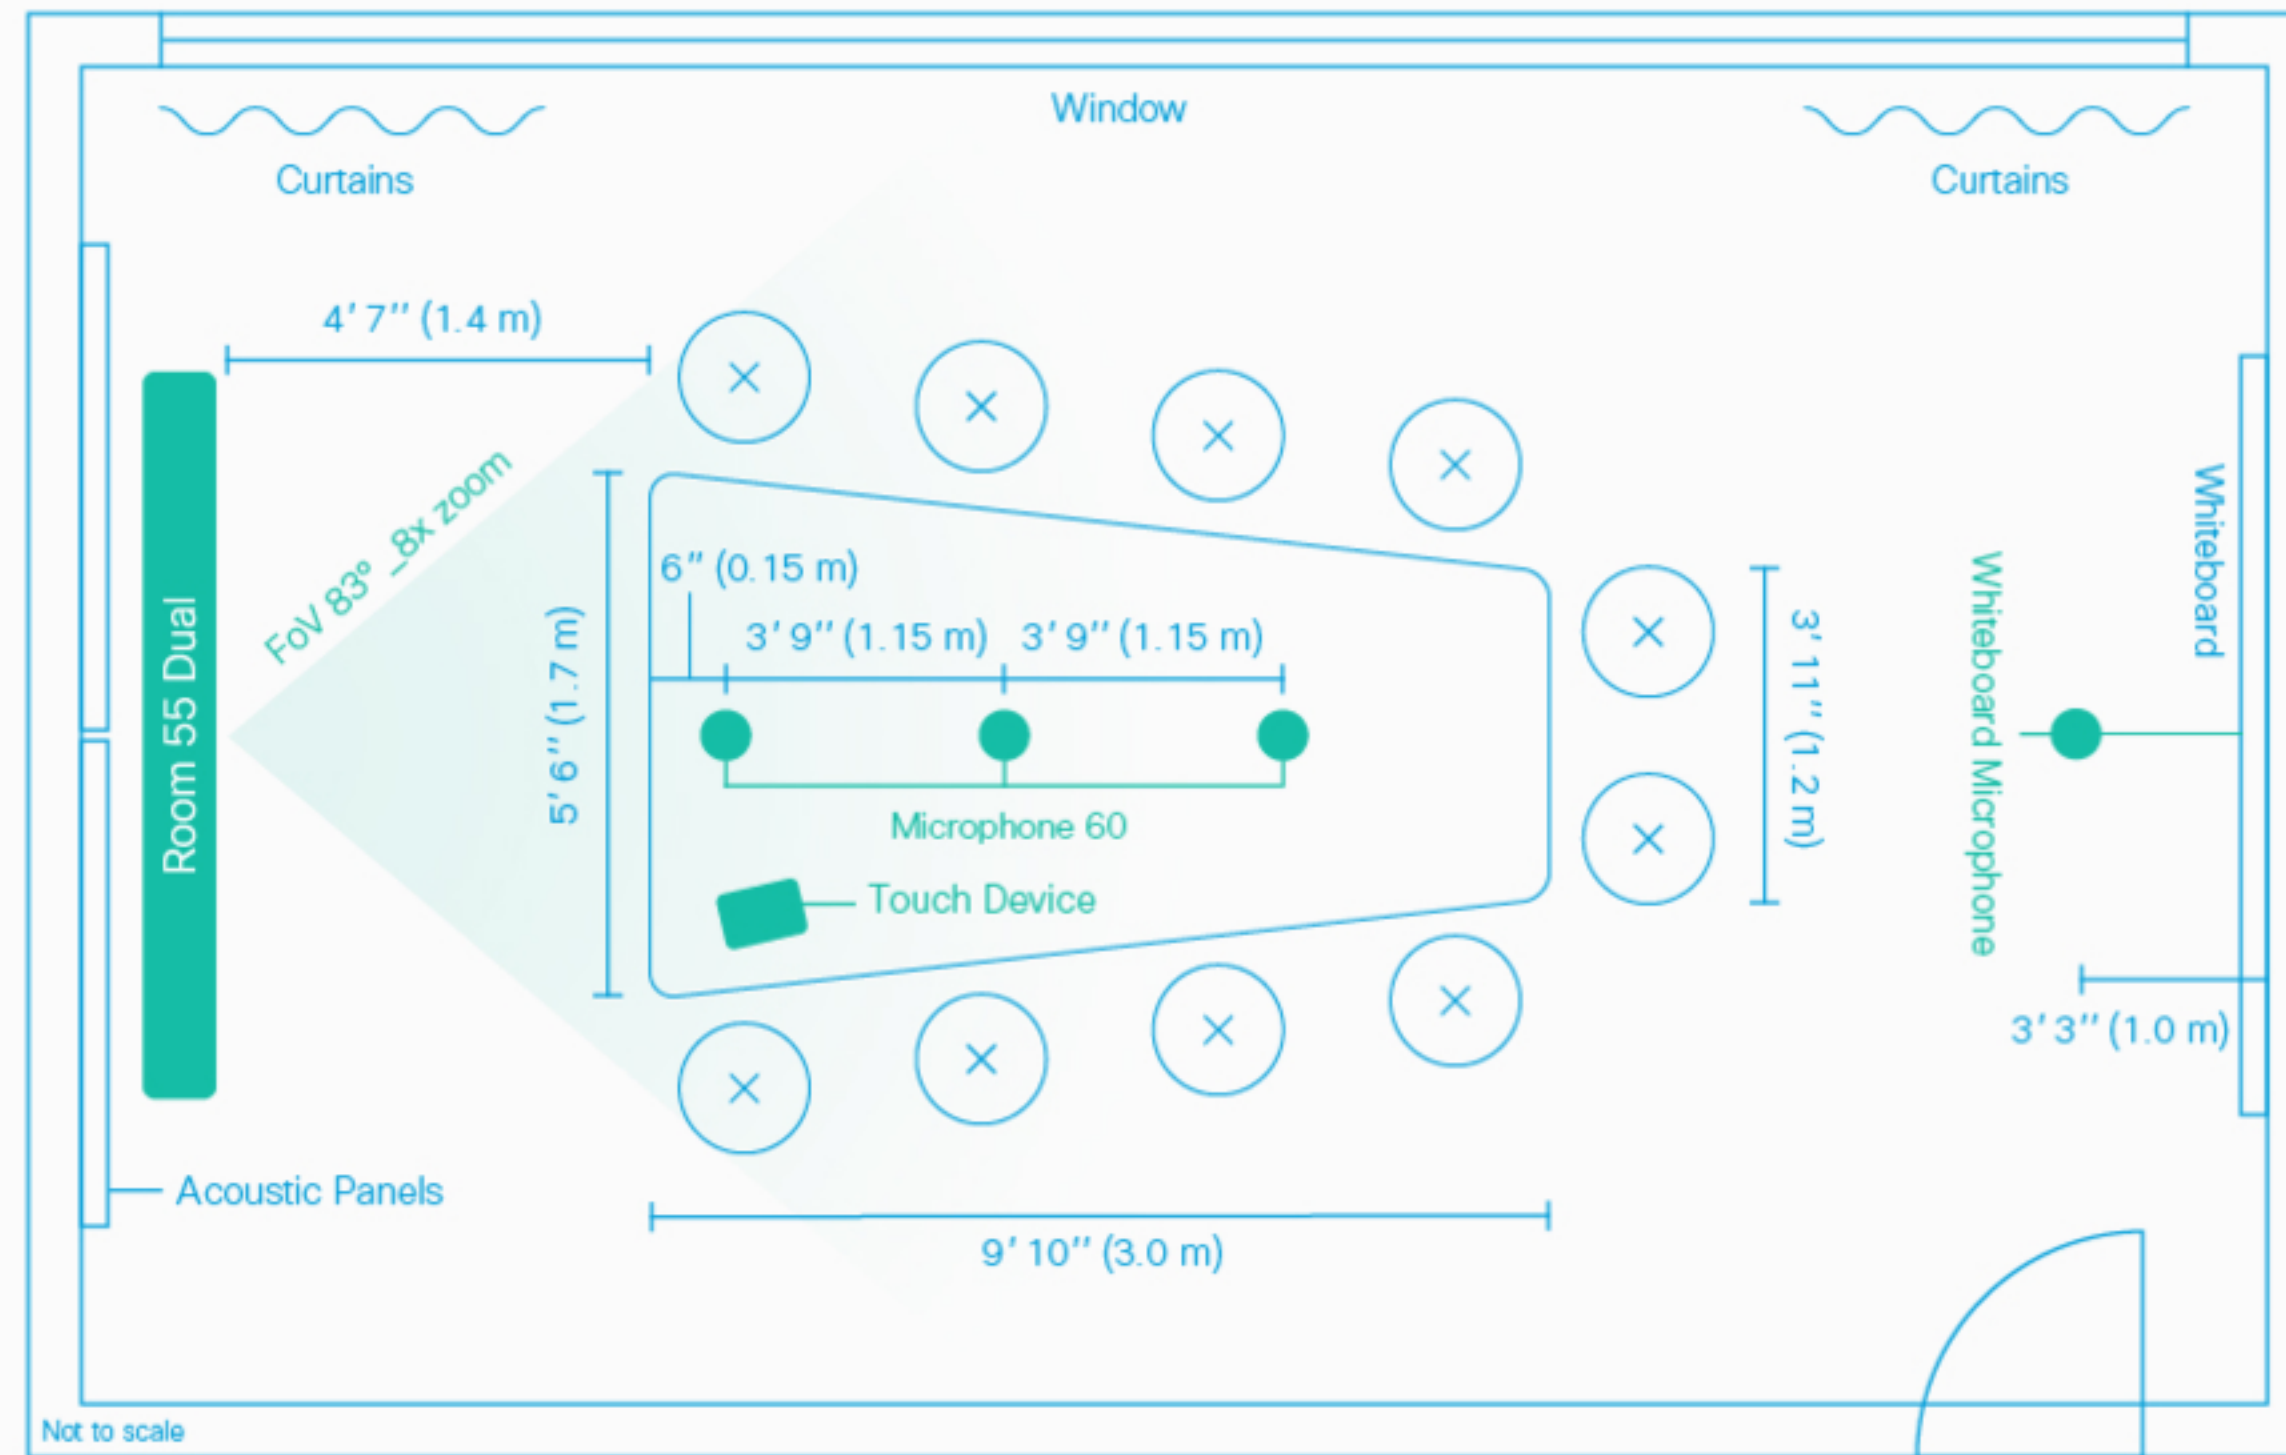 Window
Curtains
Curtains
4' 7'' (1.4 m)
FoV 83° _8x zoom
Room 55 Dual
6'' (0.15 m)
3' 9'' (1.15 m)
3' 9'' (1.15 m)
5' 6'' (1.7 m)
Microphone 60
Touch Device
3' 11'' (1.2 m)
Whiteboard Microphone
Whiteboard
3' 3'' (1.0 m)
Acoustic Panels
9' 10'' (3.0 m)
Not to scale